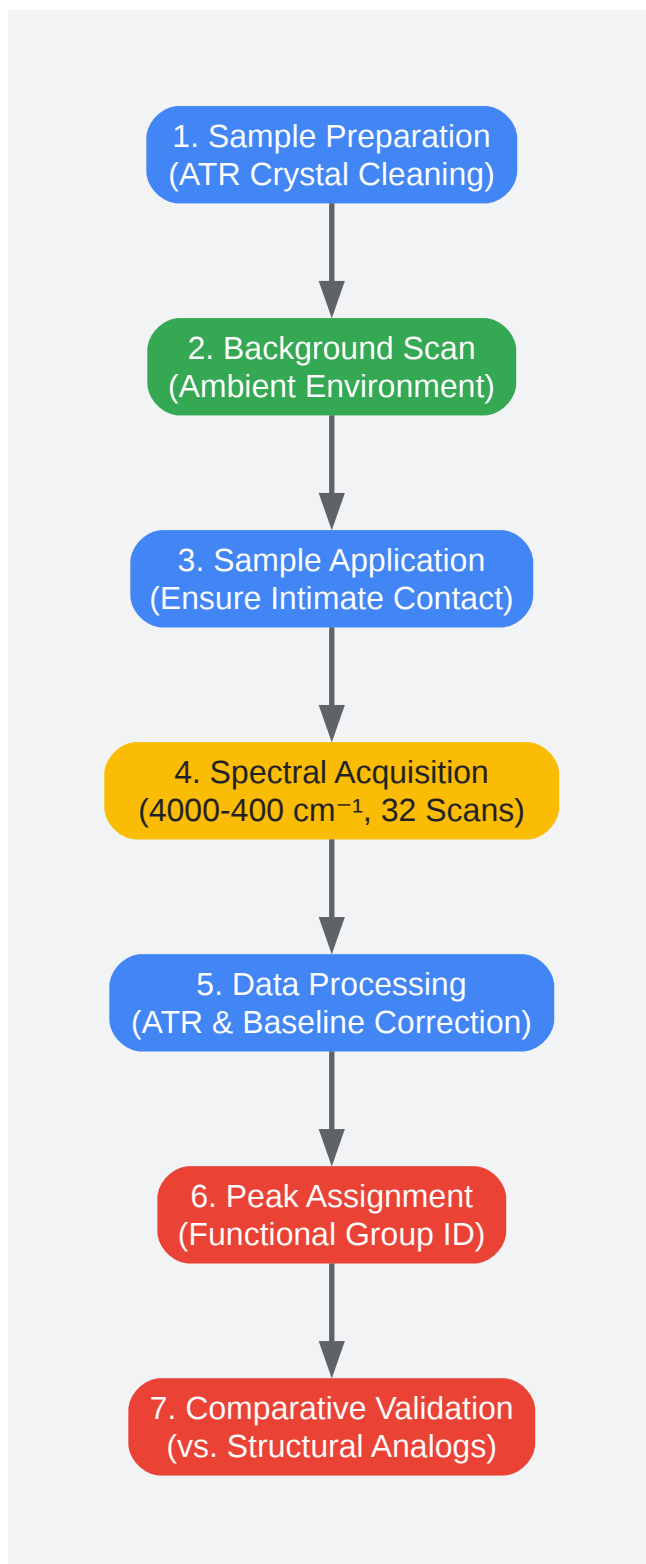 1. Sample Preparation
(ATR Crystal Cleaning)
2. Background Scan
(Ambient Environment)
3. Sample Application
(Ensure Intimate Contact)
4. Spectral Acquisition
(4000-400 cm⁻¹, 32 Scans)
5. Data Processing
(ATR & Baseline Correction)
6. Peak Assignment
(Functional Group ID)
7. Comparative Validation
(vs. Structural Analogs)